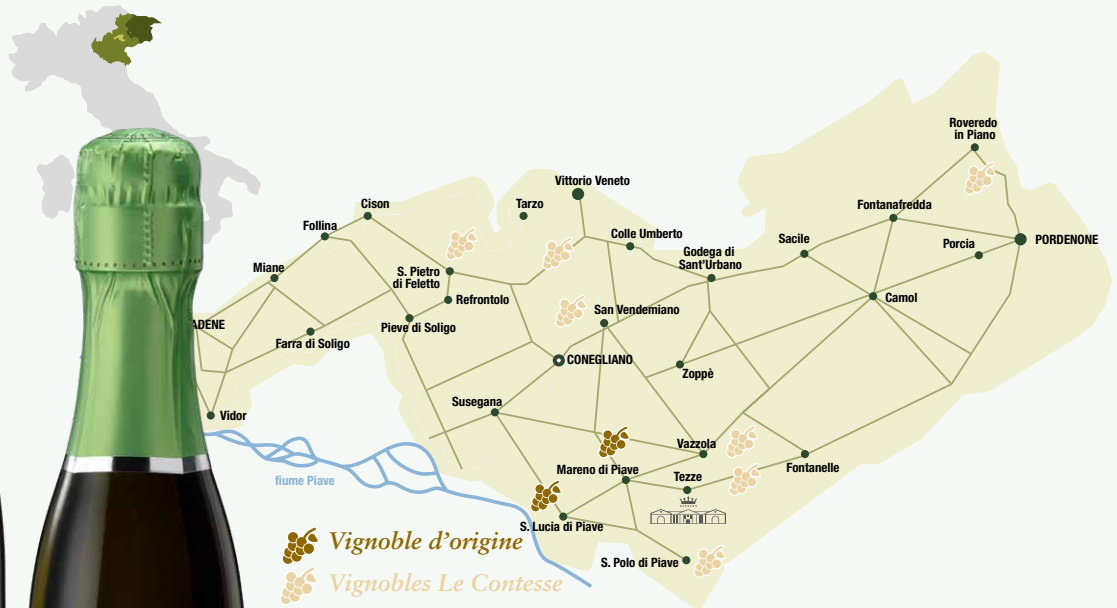 Roveredo
in Piano
Vittorio Veneto
Cison
Tarzo
Fontanafredda
Follina
Colle Umberto
Sacile
PORDENONE
Porcia
Godega di
Sant'Urbano
Miane
S. Pietro
di Feletto
Refrontolo
Camol
San Vendemiano
ADENE
Pieve di Soligo
Farra di Soligo
CONEGLIANO
Zoppè
Susegana
Vidor
Vazzola
Mareno di Piave
Fontanelle
Tezze
fiume Piave
S. Lucia di Piave
Vignoble d'origine
S. Polo di Piave
Vignobles Le Contesse